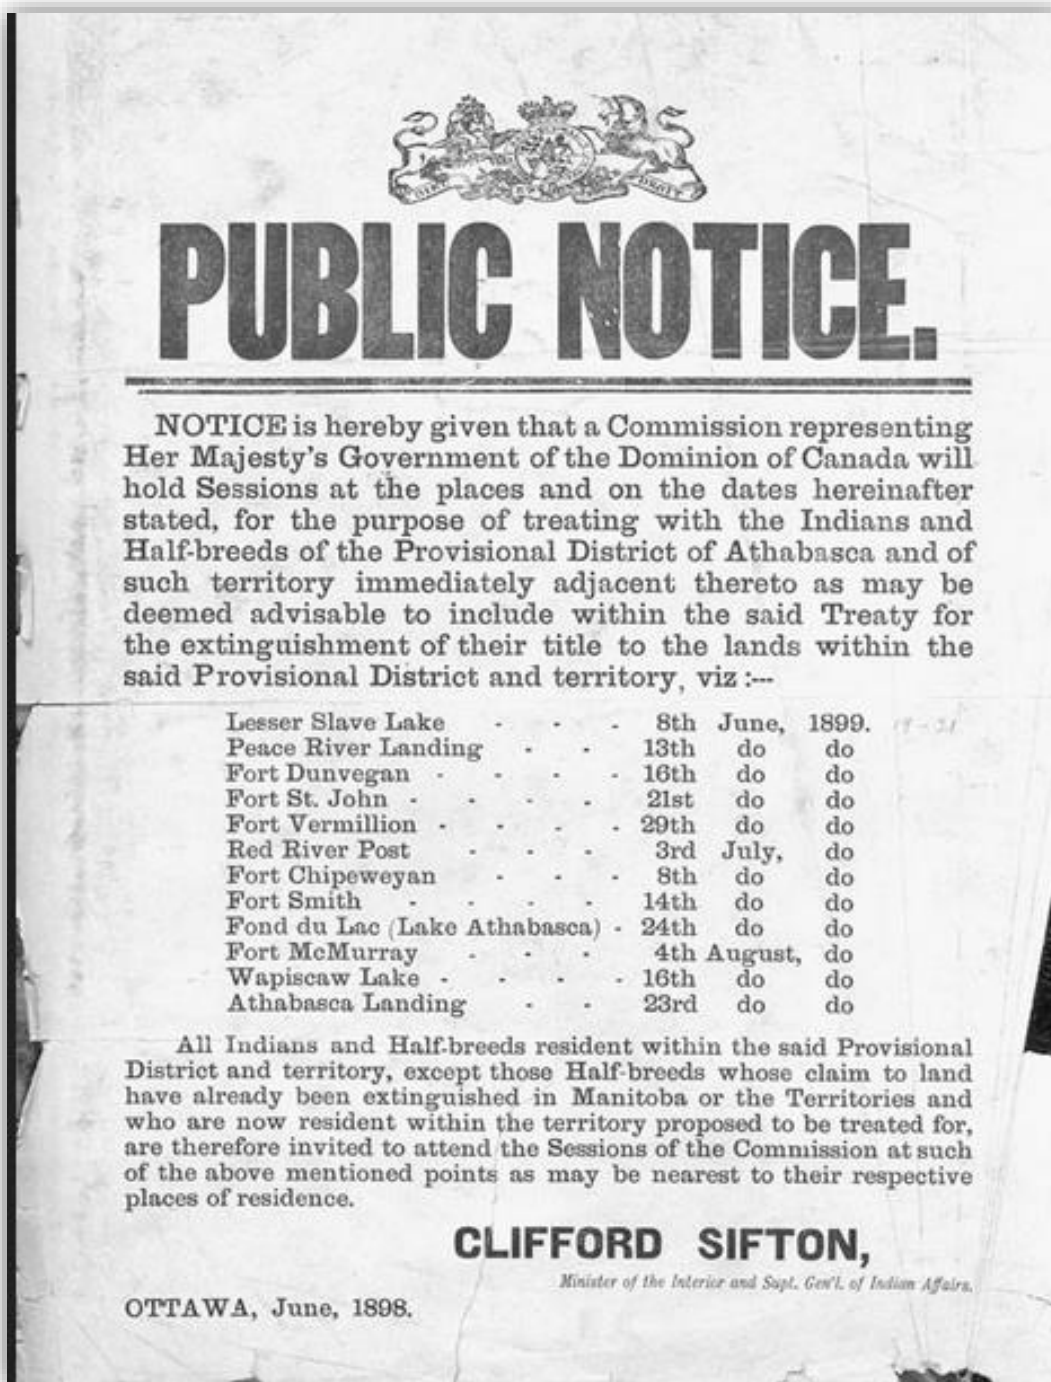 PUBLIC NOTICE.
NOTICE is hereby given that a Commission representing
Her Majesty's Government of the Dominion of Canada will
hold Sessions at the places and on the dates hereinafter
stated, for the purpose of treating with the Indians and
Half-breeds of the Provisional District of Athabasca and of
such territory immediately adjacent thereto as may be
deemed advisable to include within the said Treaty for
the extinguishment of their title to the lands within the
said Provisional District and territory, viz :--
Lesser Slave Lake - - - 8th June, 1899.
Peace River Landing - - 13th do do
Fort Dunvegan - - - - 16th do do
Fort St. John - - - - 21st do do
Fort Vermillion - - - - 29th do do
Red River Post - - - 3rd July, do
Fort Chipeweyan - - - 8th do do
Fort Smith - - - - 14th do do
Fond du Lac (Lake Athabasca) - 24th do do
Fort McMurray - - - 4th August, do
Wapiscaw Lake - - - - 16th do do
Athabasca Landing - - 23rd do do
All Indians and Half-breeds resident within the said Provisional
District and territory, except those Half-breeds whose claim to land
have already been extinguished in Manitoba or the Territories and
who are now resident within the territory proposed to be treated for,
are therefore invited to attend the Sessions of the Commission at such
of the above mentioned points as may be nearest to their respective
places of residence.
CLIFFORD SIFTON,
Minister of the Interior and Supt. Gen'l. of Indian Affairs.
OTTAWA, June, 1898.